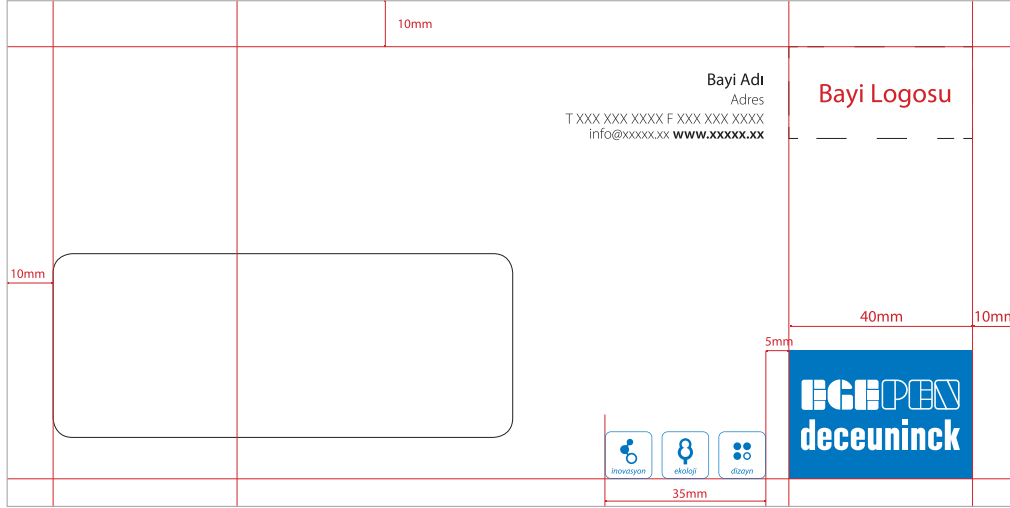 10mm
Bayi Adı
Adres
T XXX XXX XXXX F XXX XXX XXXX
info@xxxxx.xx www.xxxxx.xx
Bayi Logosu
10mm
40mm
10mm
5mm
EGEPEN
deceuninck
inovasyon
ekoloji
dizayn
35mm